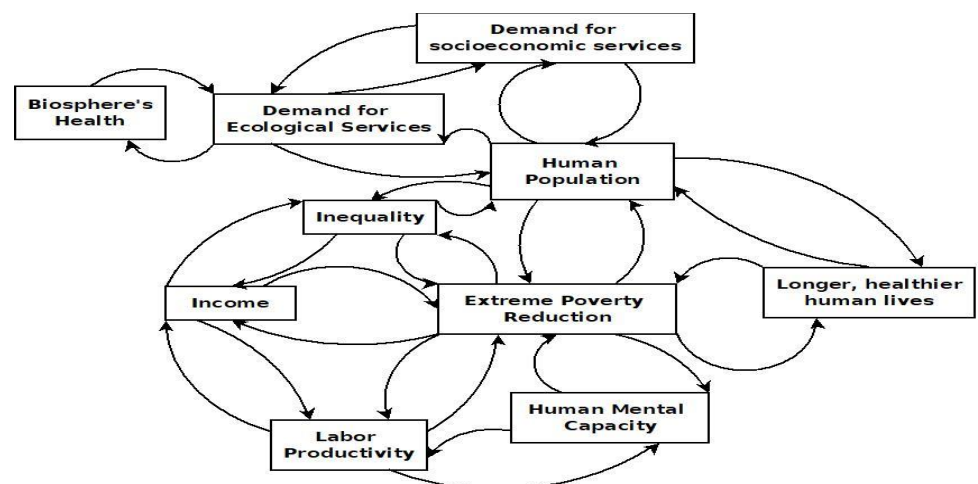 Demand for
socioeconomic services
Biosphere's
Health
Demand for
Ecological Services
Human
Population
Inequality
Longer, healthier
human lives
Income
Extreme Poverty
Reduction
Human Mental
Capacity
Labor
Productivity